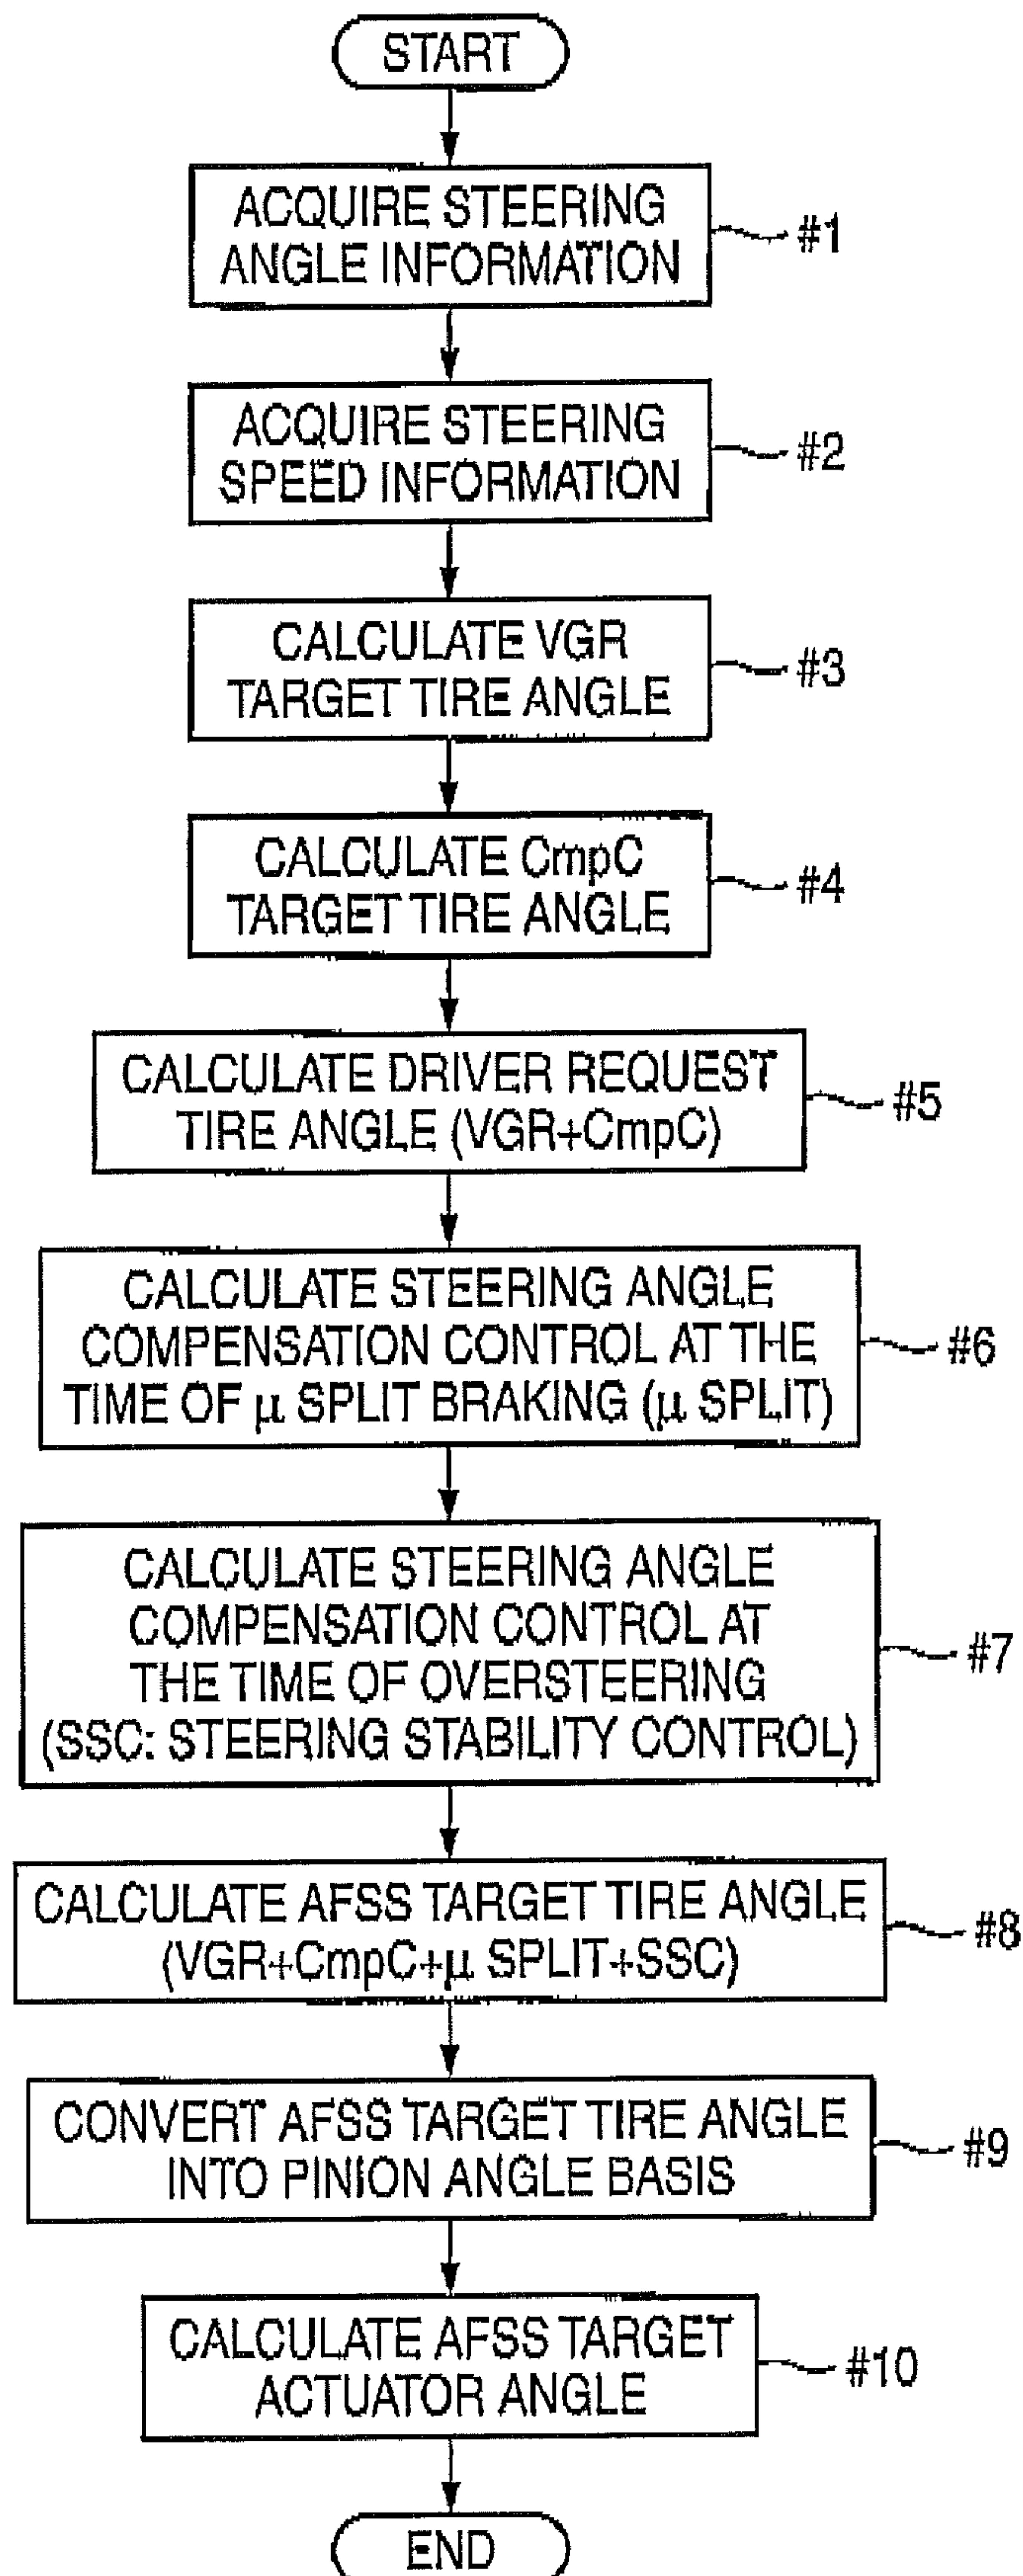 START
ACQUIRE STEERING
ANGLE INFORMATION
#1
ACQUIRE STEERING
SPEED INFORMATION
#2
CALCULATE VGR
TARGET TIRE ANGLE
#3
CALCULATE CmpC
TARGET TIRE ANGLE
#4
CALCULATE DRIVER REQUEST
TIRE ANGLE (VGR+CmpC)
#5
CALCULATE STEERING ANGLE
COMPENSATION CONTROL AT THE
TIME OF μ SPLIT BRAKING (μ SPLIT)
#6
CALCULATE STEERING ANGLE
COMPENSATION CONTROL AT
THE TIME OF OVERSTEERING
(SSC: STEERING STABILITY CONTROL)
#7
CALCULATE AFSS TARGET TIRE ANGLE
(VGR+CmpC+μ SPLIT+SSC)
#8
CONVERT AFSS TARGET TIRE ANGLE
INTO PINION ANGLE BASIS
#9
CALCULATE AFSS TARGET
ACTUATOR ANGLE
#10
END